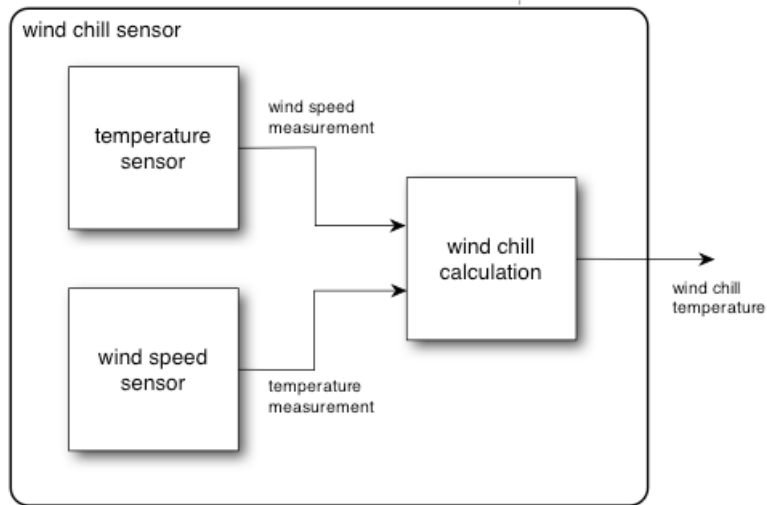 wind chill sensor
temperature
sensor
wind speed
measurement
wind chill
calculation
wind chill
temperature
wind speed
sensor
temperature
measurement